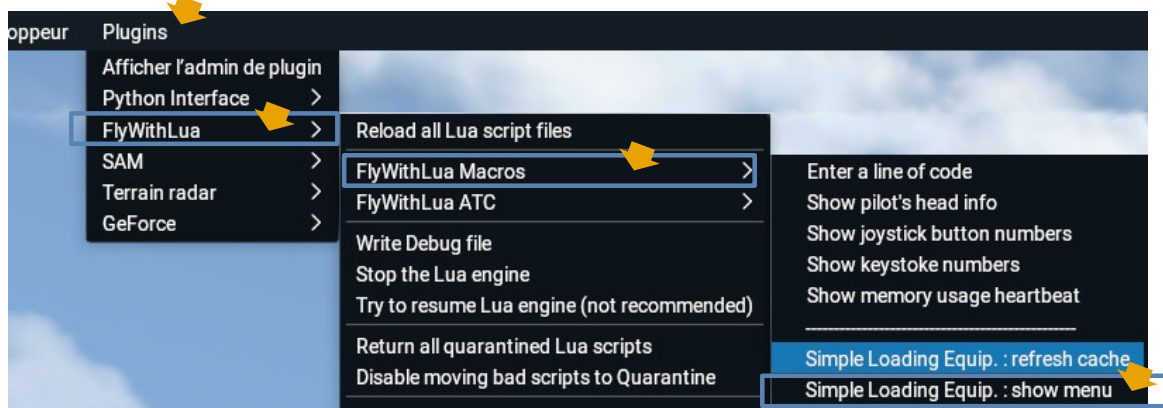 oppeur Plugins
Afficher l'admin de plugin
Python Interface >
FlyWithLua >
SAM >
Terrain radar >
GeForce >
Reload all Lua script files
FlyWithLua Macros >
FlyWithLua ATC >
Write Debug file
Stop the Lua engine
Try to resume Lua engine (not recommended)
Return all quarantined Lua scripts
Disable moving bad scripts to Quarantine
Enter a line of code
Show pilot's head info
Show joystick button numbers
Show keystoke numbers
Show memory usage heartbeat
Simple Loading Equip. : refresh cache
Simple Loading Equip. : show menu